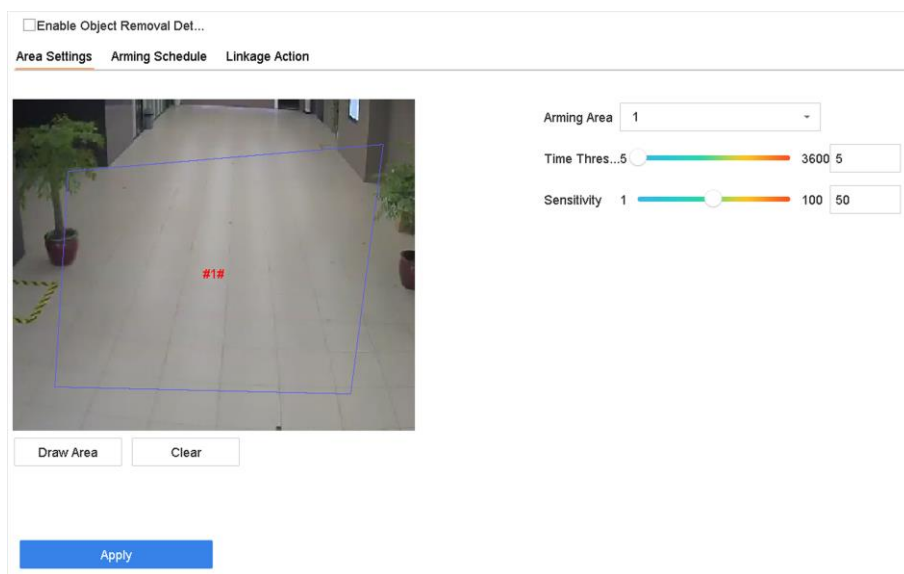 Enable Object Removal Det...
Area Settings Arming Schedule Linkage Action
Arming Area 1
Time Thres...5 3600 5
Sensitivity 1 100 50
#1#
Draw Area Clear
Apply